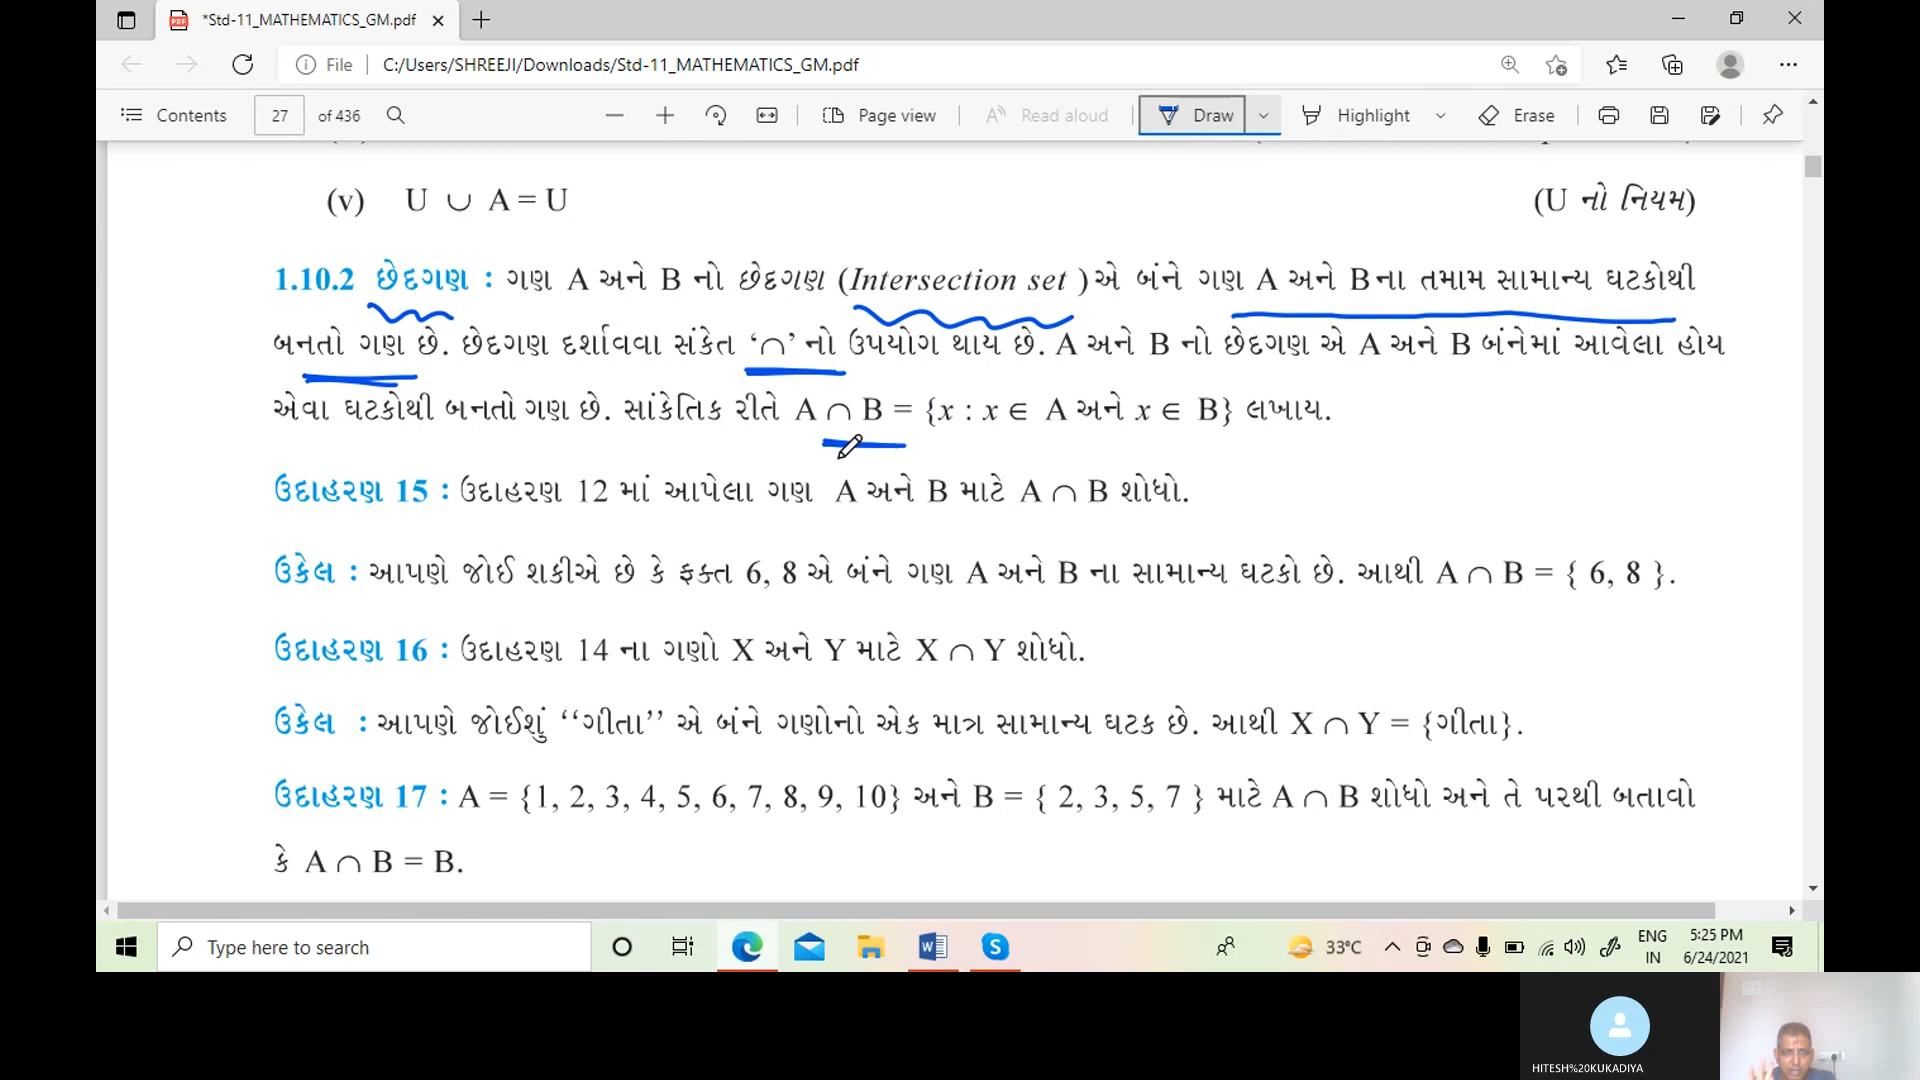 *Std-11_MATHEMATICS_GM.pdf
File C:/Users/SHREEJI/Downloads/Std-11_MATHEMATICS_GM.pdf
Contents 27 of 436 Page view Read aloud Draw Highlight Erase
(v) U ∪ A = U (U નો નિયમ)
1.10.2 છેદગણ : ગણ A અને B નો છેદગણ (Intersection set ) એ બંને ગણ A અને B ના તમામ સામાન્ય ઘટકોથી
બનતો ગણ છે. છેદગણ દર્શાવવા સંકેત ‘∩’ નો ઉપયોગ થાય છે. A અને B નો છેદગણ એ A અને B બંનેમાં આવેલા હોય
એવા ઘટકોથી બનતો ગણ છે. સાંકેતિક રીતે A ∩ B = {x : x ∈ A અને x ∈ B} લખાય.
ઉદાહરણ 15 : ઉદાહરણ 12 માં આપેલા ગણ A અને B માટે A ∩ B શોધો.
ઉકેલ : આપણે જોઈ શકીએ છે કે ફક્ત 6, 8 એ બંને ગણ A અને B ના સામાન્ય ઘટકો છે. આથી A ∩ B = { 6, 8 }.
ઉદાહરણ 16 : ઉદાહરણ 14 ના ગણો X અને Y માટે X ∩ Y શોધો.
ઉકેલ : આપણે જોઈશું ‘‘ગીતા’’ એ બંને ગણોનો એક માત્ર સામાન્ય ઘટક છે. આથી X ∩ Y = {ગીતા}.
ઉદાહરણ 17 : A = {1, 2, 3, 4, 5, 6, 7, 8, 9, 10} અને B = { 2, 3, 5, 7 } માટે A ∩ B શોધો અને તે પરથી બતાવો
કે A ∩ B = B.
Type here to search 33°C ENG 5:25 PM
IN 6/24/2021
HITESH%20KUKADIYA